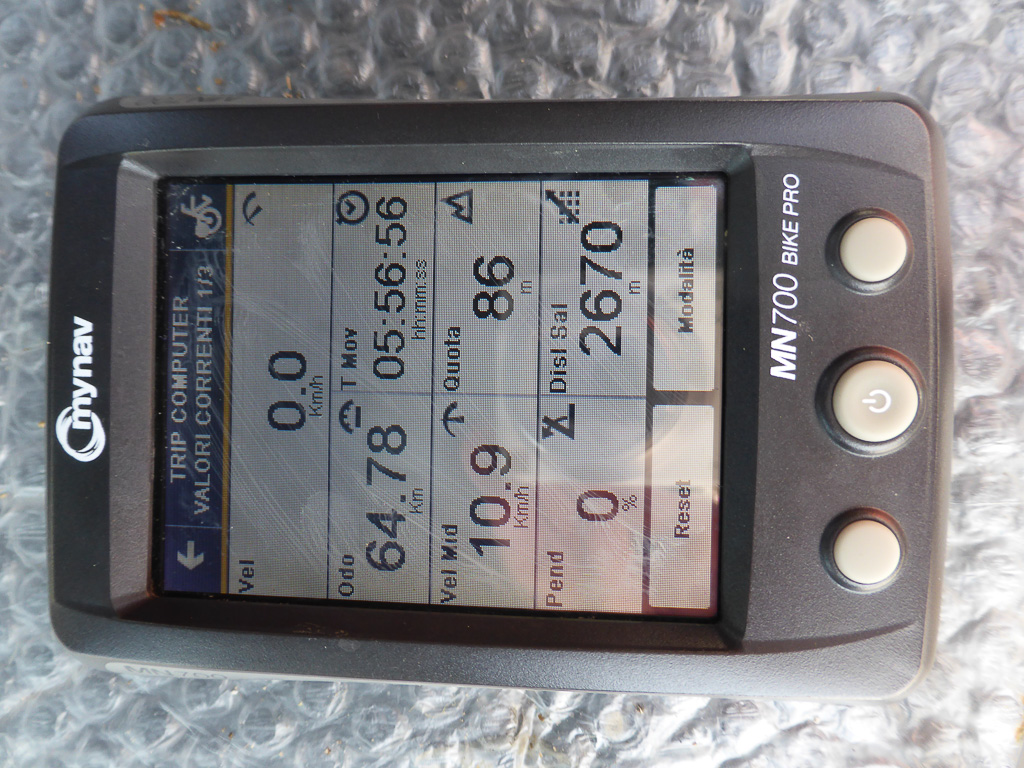 mynav
TRIP COMPUTER
VALORI CORRENTI 1/3
Vel
0.0
Km/h
Odo
64.78
km
T Mov
05:56:56
hh:mm:ss
Vel Mid
10.9
Km/h
Quota
86
m
Pend
0
%
Disl Sal
2670
m
Reset
Modalità
MN700 BIKE PRO